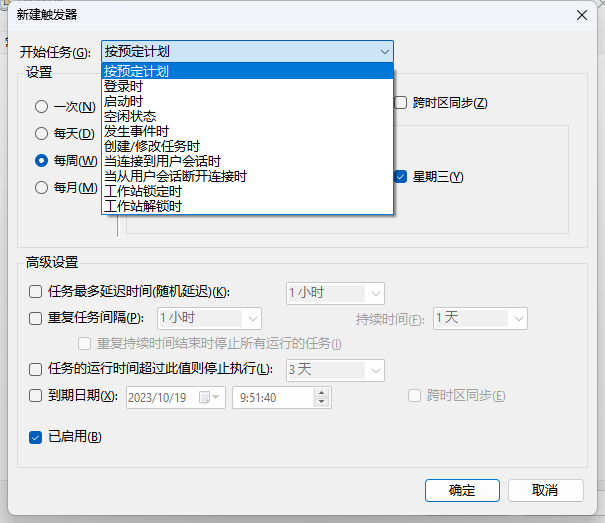 新建触发器
开始任务(G): 按预定计划
按预定计划
登录时
启动时
空闲状态
发生事件时
创建/修改任务时
当连接到用户会话时
当从用户会话断开连接时
工作站锁定时
工作站解锁时
设置
一次(N)
跨时区同步(Z)
每天(D)
每周(W)
星期三(Y)
每月(M)
高级设置
任务最多延迟时间(随机延迟)(K): 1 小时
重复任务间隔(P): 1 小时 持续时间(F): 1 天
重复持续时间结束时停止所有运行的任务(I)
任务的运行时间超过此值则停止执行(L): 3 天
到期日期(X): 2023/10/19 9:51:40 跨时区同步(E)
已启用(B)
确定 取消